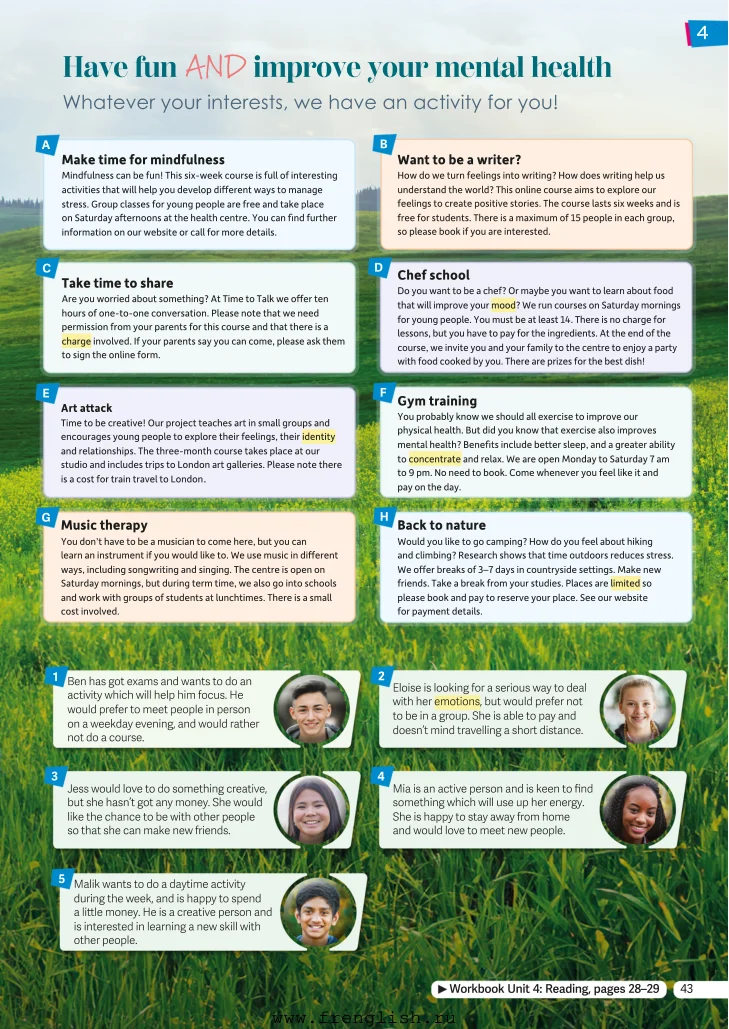 4
Have fun AND improve your mental health
Whatever your interests, we have an activity for you!
A
Make time for mindfulness
Mindfulness can be fun! This six-week course is full of interesting
activities that will help you develop different ways to manage
stress. Group classes for young people are free and take place
on Saturday afternoons at the health centre. You can find further
information on our website or call for more details.
B
Want to be a writer?
How do we turn feelings into writing? How does writing help us
understand the world? This online course aims to explore our
feelings to create positive stories. The course lasts six weeks and is
free for students. There is a maximum of 15 people in each group,
so please book if you are interested.
C
Take time to share
Are you worried about something? At Time to Talk we offer ten
hours of one-to-one conversation. Please note that we need
permission from your parents for this course and that there is a
charge involved. If your parents say you can come, please ask them
to sign the online form.
D
Chef school
Do you want to be a chef? Or maybe you want to learn about food
that will improve your mood? We run courses on Saturday mornings
for young people. You must be at least 14. There is no charge for
lessons, but you have to pay for the ingredients. At the end of the
course, we invite you and your family to the centre to enjoy a party
with food cooked by you. There are prizes for the best dish!
E
Art attack
Time to be creative! Our project teaches art in small groups and
encourages young people to explore their feelings, their identity
and relationships. The three-month course takes place at our
studio and includes trips to London art galleries. Please note there
is a cost for train travel to London.
F
Gym training
You probably know we should all exercise to improve our
physical health. But did you know that exercise also improves
mental health? Benefits include better sleep, and a greater ability
to concentrate and relax. We are open Monday to Saturday 7 am
to 9 pm. No need to book. Come whenever you feel like it and
pay on the day.
G
Music therapy
You don't have to be a musician to come here, but you can
learn an instrument if you would like to. We use music in different
ways, including songwriting and singing. The centre is open on
Saturday mornings, but during term time, we also go into schools
and work with groups of students at lunchtimes. There is a small
cost involved.
H
Back to nature
Would you like to go camping? How do you feel about hiking
and climbing? Research shows that time outdoors reduces stress.
We offer breaks of 3–7 days in countryside settings. Make new
friends. Take a break from your studies. Places are limited so
please book and pay to reserve your place. See our website
for payment details.
1
Ben has got exams and wants to do an
activity which will help him focus. He
would prefer to meet people in person
on a weekday evening, and would rather
not do a course.
2
Eloise is looking for a serious way to deal
with her emotions, but would prefer not
to be in a group. She is able to pay and
doesn't mind travelling a short distance.
3
Jess would love to do something creative,
but she hasn't got any money. She would
like the chance to be with other people
so that she can make new friends.
4
Mia is an active person and is keen to find
something which will use up her energy.
She is happy to stay away from home
and would love to meet new people.
5
Malik wants to do a daytime activity
during the week, and is happy to spend
a little money. He is a creative person and
is interested in learning a new skill with
other people.
▶ Workbook Unit 4: Reading, pages 28–29
43
www.frenglish.ru